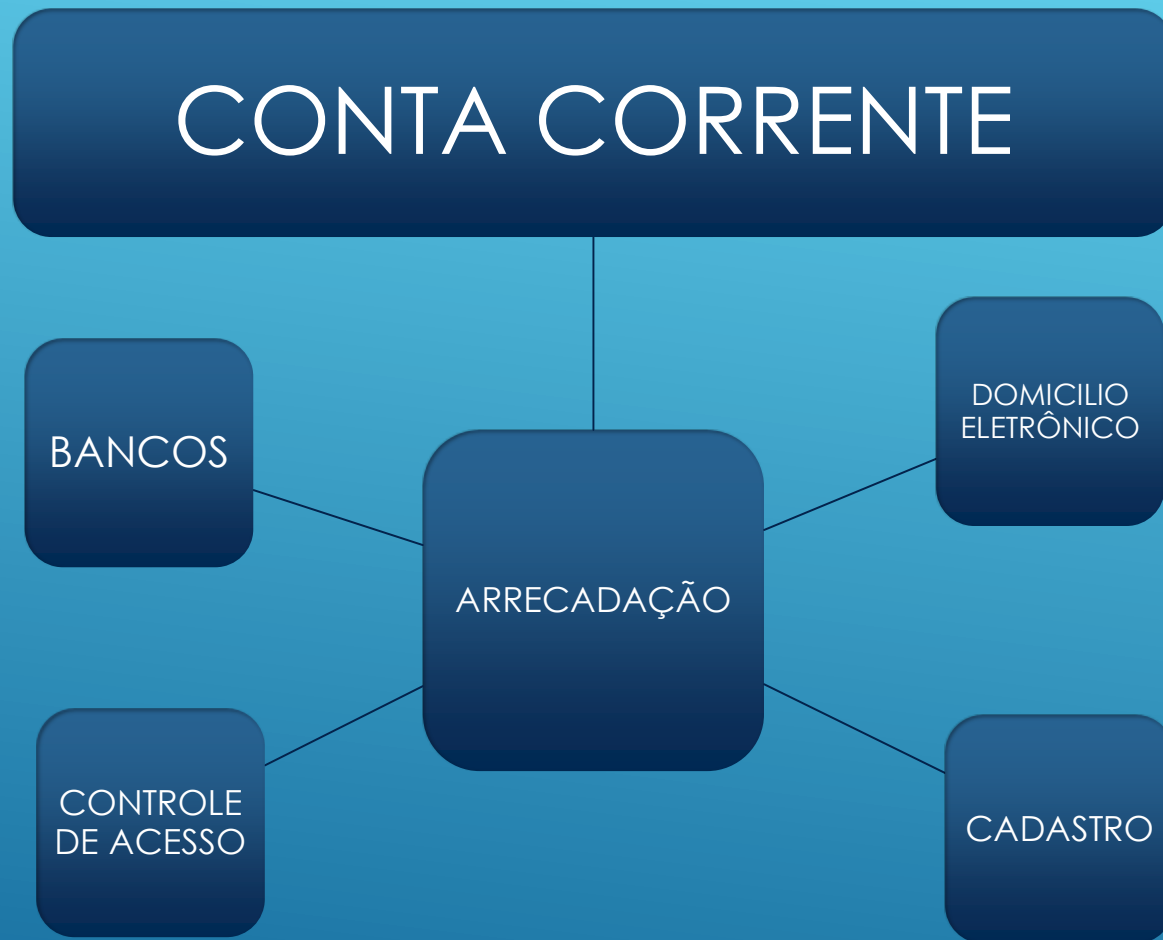 CONTA CORRENTE
BANCOS
DOMICILIO
ELETRÔNICO
ARRECADAÇÃO
CONTROLE
DE ACESSO
CADASTRO